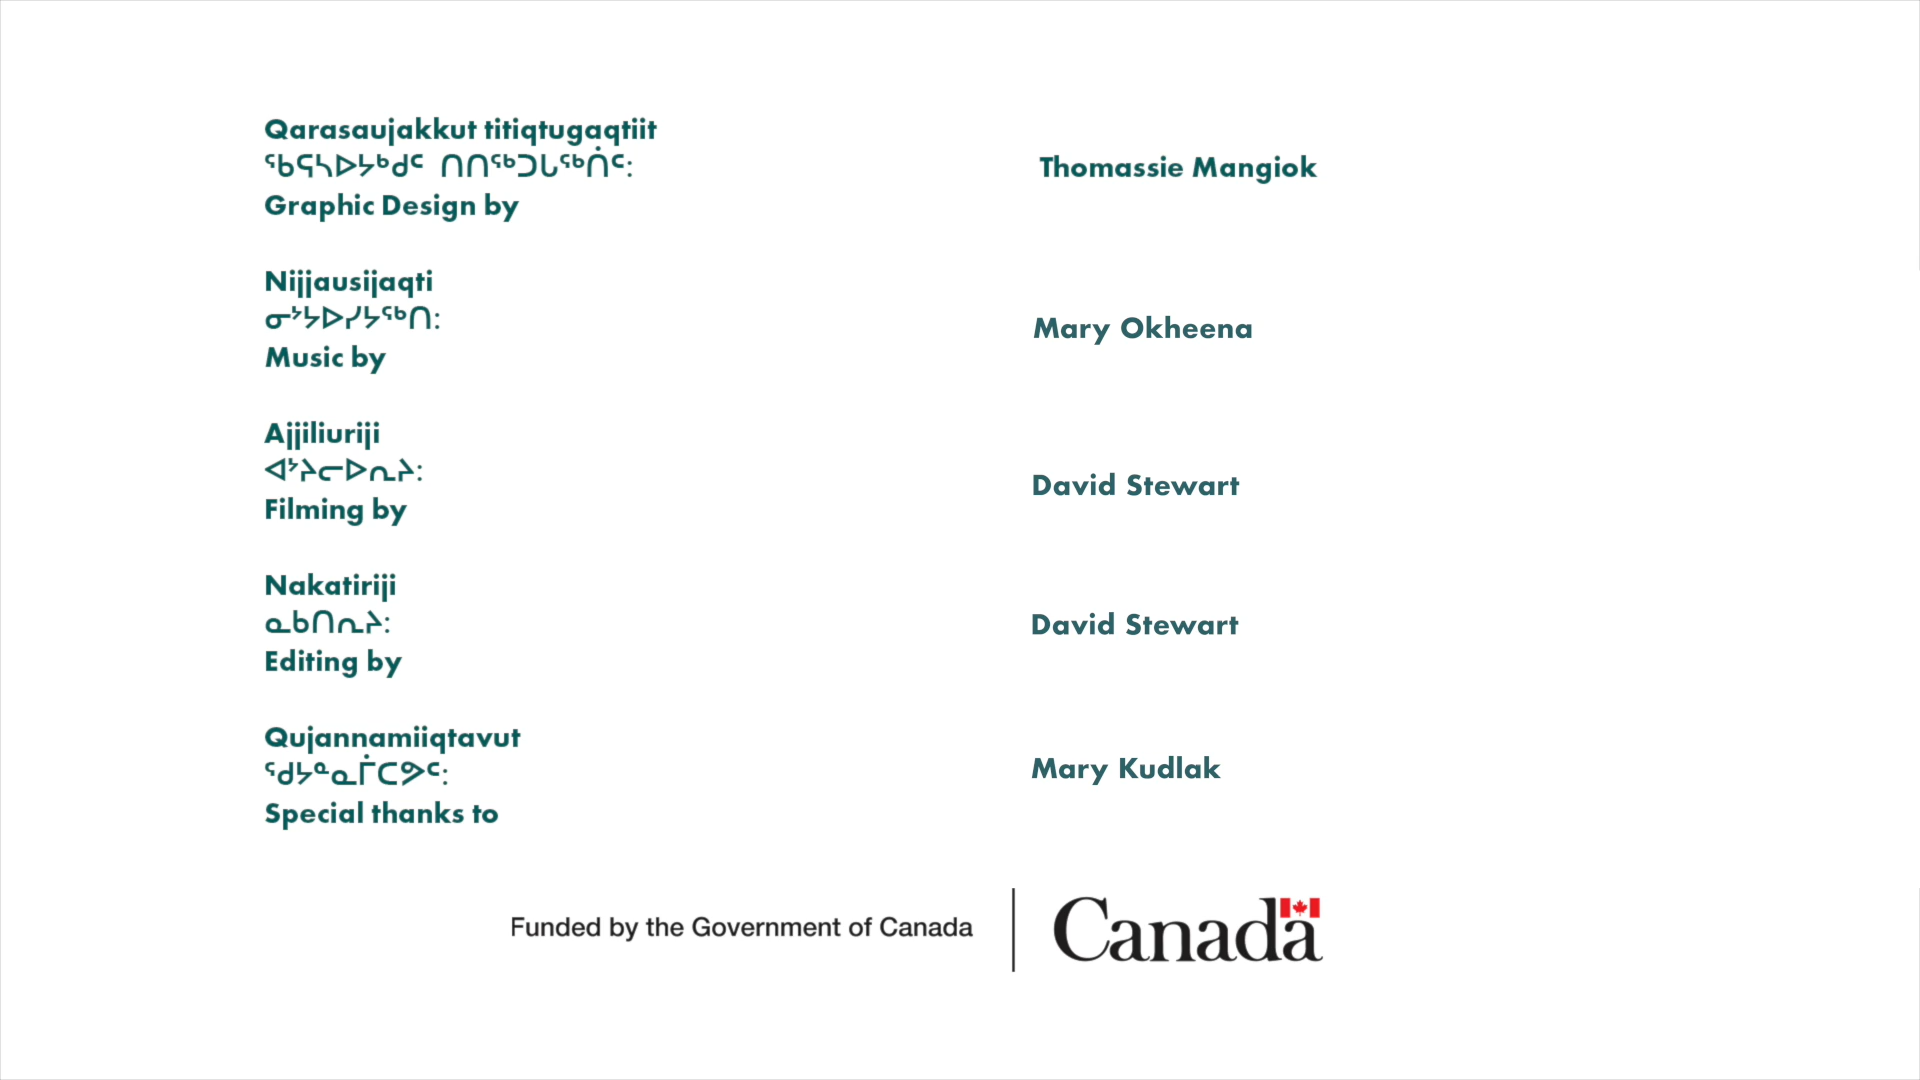 Qarasaujakkut titiqtugaqtiit
ᖃᕋᓴᐅᔭᒃᑯᑦ ᑎᑎᖅᑐᒐᖅᑏᑦ:
Graphic Design by
Thomassie Mangiok
Nijjausijaqti
ᓂᔾᔭᐅᓯᔭᖅᑎ:
Music by
Mary Okheena
Ajjiliuriji
ᐊᔾᔨᓕᐅᕆᔨ:
Filming by
David Stewart
Nakatiriji
ᓇᑲᑎᕆᔨ:
Editing by
David Stewart
Qujannamiiqtavut
ᖁᔭᓐᓇᒦᑕᕗᑦ:
Special thanks to
Mary Kudlak
Funded by the Government of Canada
Canada